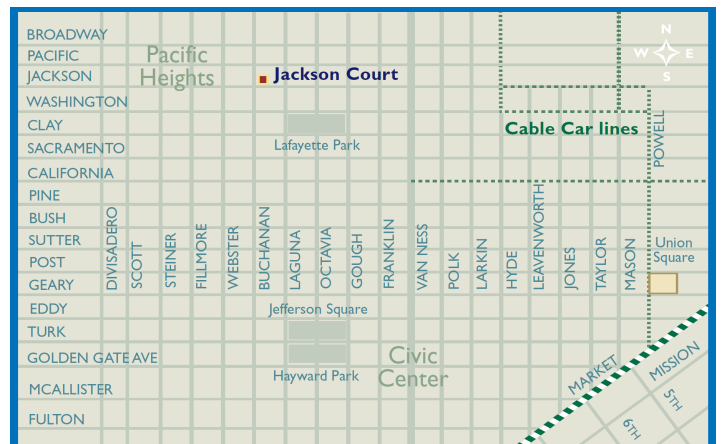 BROADWAY
PACIFIC
JACKSON
WASHINGTON
CLAY
SACRAMENTO
CALIFORNIA
PINE
BUSH
SUTTER
POST
GEARY
EDDY
TURK
GOLDEN GATE AVE
MCALLISTER
FULTON
Pacific
Heights
Jackson Court
Lafayette Park
Cable Car lines
N
W
E
S
POWELL
DIVISADERO
SCOTT
STEINER
FILLMORE
WEBSTER
BUCHANAN
LAGUNA
OCTAVIA
GOUGH
FRANKLIN
VAN NESS
POLK
LARKIN
HYDE
LEAVENWORTH
JONES
TAYLOR
MASON
Union
Square
Jefferson Square
Hayward Park
Civic
Center
MARKET
MISSION
5TH
6TH